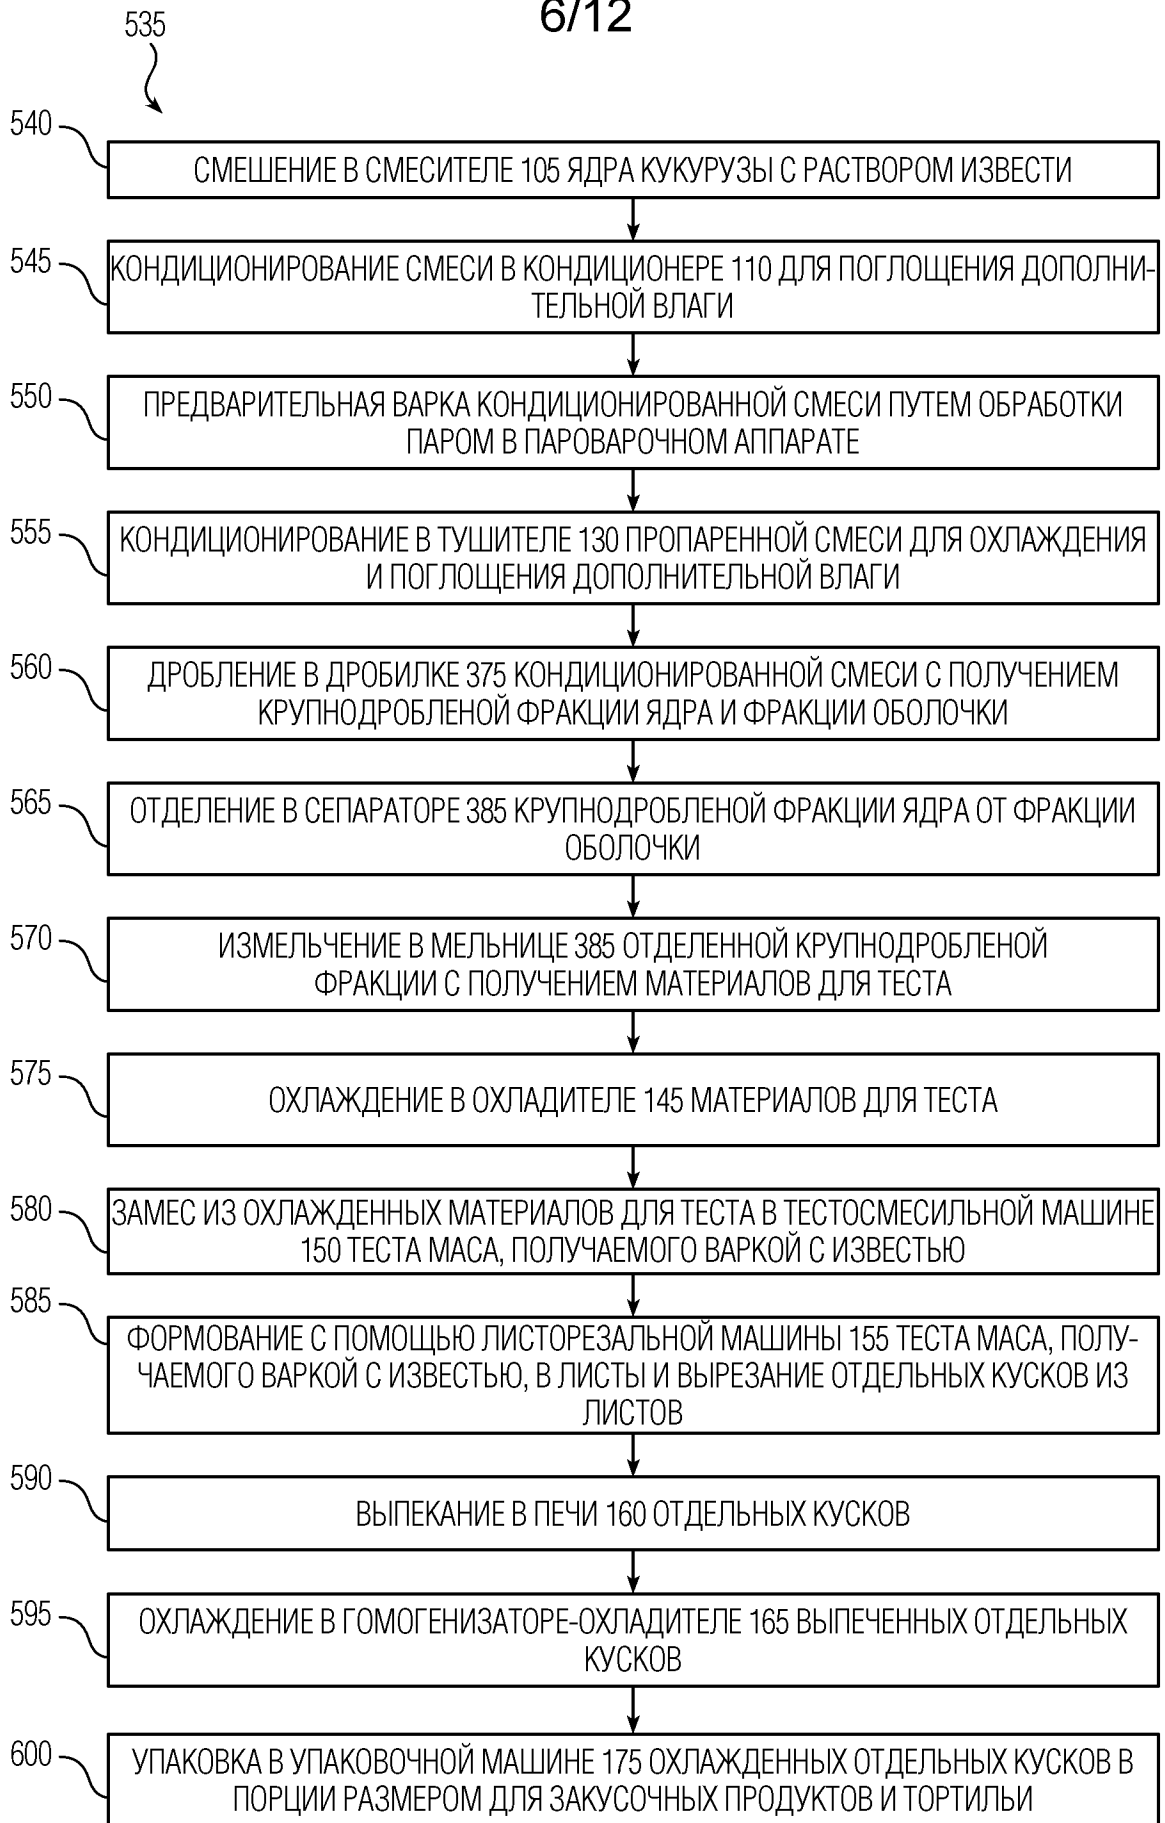 6/12
535
540
СМЕШЕНИЕ В СМЕСИТЕЛЕ 105 ЯДРА КУКУРУЗЫ С РАСТВОРОМ ИЗВЕСТИ
545
КОНДИЦИОНИРОВАНИЕ СМЕСИ В КОНДИЦИОНЕРЕ 110 ДЛЯ ПОГЛОЩЕНИЯ ДОПОЛНИ-
ТЕЛЬНОЙ ВЛАГИ
550
ПРЕДВАРИТЕЛЬНАЯ ВАРКА КОНДИЦИОНИРОВАННОЙ СМЕСИ ПУТЕМ ОБРАБОТКИ
ПАРОМ В ПАРОВАРОЧНОМ АППАРАТЕ
555
КОНДИЦИОНИРОВАНИЕ В ТУШИТЕЛЕ 130 ПРОПАРЕННОЙ СМЕСИ ДЛЯ ОХЛАЖДЕНИЯ
И ПОГЛОЩЕНИЯ ДОПОЛНИТЕЛЬНОЙ ВЛАГИ
560
ДРОБЛЕНИЕ В ДРОБИЛКЕ 375 КОНДИЦИОНИРОВАННОЙ СМЕСИ С ПОЛУЧЕНИЕМ
КРУПНОДРОБЛЕНОЙ ФРАКЦИИ ЯДРА И ФРАКЦИИ ОБОЛОЧКИ
565
ОТДЕЛЕНИЕ В СЕПАРАТОРЕ 385 КРУПНОДРОБЛЕНОЙ ФРАКЦИИ ЯДРА ОТ ФРАКЦИИ
ОБОЛОЧКИ
570
ИЗМЕЛЬЧЕНИЕ В МЕЛЬНИЦЕ 385 ОТДЕЛЕННОЙ КРУПНОДРОБЛЕНОЙ
ФРАКЦИИ С ПОЛУЧЕНИЕМ МАТЕРИАЛОВ ДЛЯ ТЕСТА
575
ОХЛАЖДЕНИЕ В ОХЛАДИТЕЛЕ 145 МАТЕРИАЛОВ ДЛЯ ТЕСТА
580
ЗАМЕС ИЗ ОХЛАЖДЕННЫХ МАТЕРИАЛОВ ДЛЯ ТЕСТА В ТЕСТОСМЕСИЛЬНОЙ МАШИНЕ
150 ТЕСТА МАСА, ПОЛУЧАЕМОГО ВАРКОЙ С ИЗВЕСТЬЮ
585
ФОРМОВАНИЕ С ПОМОЩЬЮ ЛИСТОРЕЗАЛЬНОЙ МАШИНЫ 155 ТЕСТА МАСА, ПОЛУ-
ЧАЕМОГО ВАРКОЙ С ИЗВЕСТЬЮ, В ЛИСТЫ И ВЫРЕЗАНИЕ ОТДЕЛЬНЫХ КУСКОВ ИЗ
ЛИСТОВ
590
ВЫПЕКАНИЕ В ПЕЧИ 160 ОТДЕЛЬНЫХ КУСКОВ
595
ОХЛАЖДЕНИЕ В ГОМОГЕНИЗАТОРЕ-ОХЛАДИТЕЛЕ 165 ВЫПЕЧЕННЫХ ОТДЕЛЬНЫХ
КУСКОВ
600
УПАКОВКА В УПАКОВОЧНОЙ МАШИНЕ 175 ОХЛАЖДЕННЫХ ОТДЕЛЬНЫХ КУСКОВ В
ПОРЦИИ РАЗМЕРОМ ДЛЯ ЗАКУСОЧНЫХ ПРОДУКТОВ И ТОРТИЛЬИ